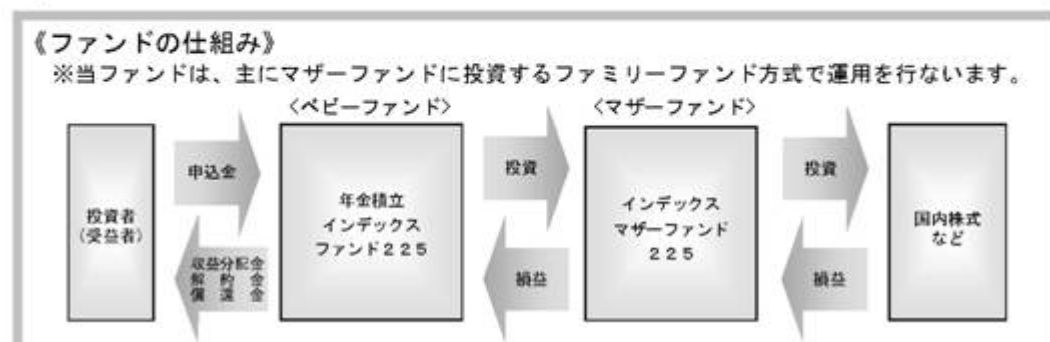 《ファンドの仕組み》
※当ファンドは、主にマザーファンドに投資するファミリーファンド方式で運用を行ないます。
〈ベビーファンド〉
〈マザーファンド〉
投資者
(受益者)
申込金
収益分配金
解約金
償還金
年金積立
インデックス
ファンド225
投資
損益
インデックス
マザーファンド
225
投資
損益
国内株式
など